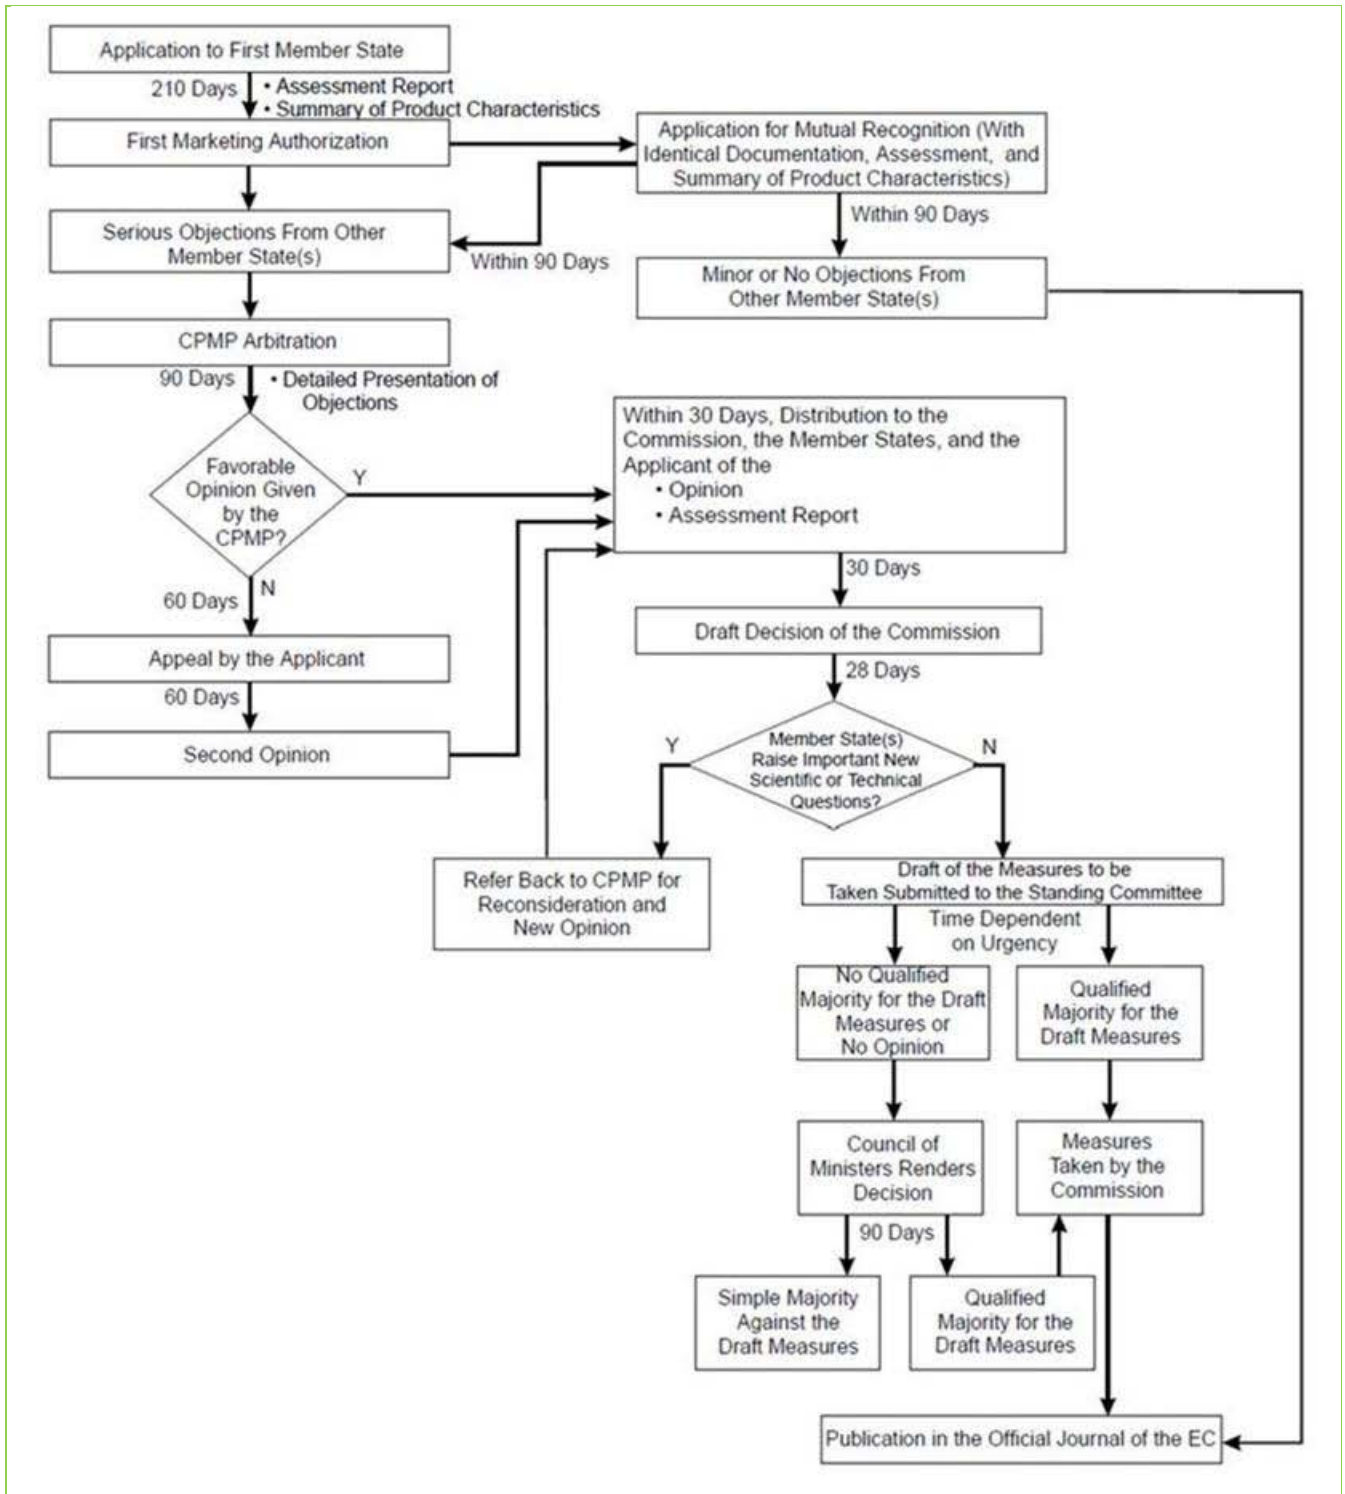 Application to First Member State
210 Days
• Assessment Report
• Summary of Product Characteristics
First Marketing Authorization
Application for Mutual Recognition (With
Identical Documentation, Assessment, and
Summary of Product Characteristics)
Within 90 Days
Serious Objections From Other
Member State(s)
Within 90 Days
Minor or No Objections From
Other Member State(s)
CPMP Arbitration
90 Days
• Detailed Presentation of
Objections
Favorable
Opinion Given
by the
CPMP?
Y
N
Within 30 Days, Distribution to the
Commission, the Member States, and the
Applicant of the
• Opinion
• Assessment Report
60 Days
30 Days
Appeal by the Applicant
Draft Decision of the Commission
60 Days
28 Days
Second Opinion
Member State(s)
Raise Important New
Scientific or Technical
Questions?
Y
N
Refer Back to CPMP for
Reconsideration and
New Opinion
Draft of the Measures to be
Taken Submitted to the Standing Committee
Time Dependent
on Urgency
No Qualified
Majority for the Draft
Measures or
No Opinion
Qualified
Majority for the
Draft Measures
Council of
Ministers Renders
Decision
Measures
Taken by the
Commission
90 Days
Simple Majority
Against the
Draft Measures
Qualified
Majority for the
Draft Measures
Publication in the Official Journal of the EC